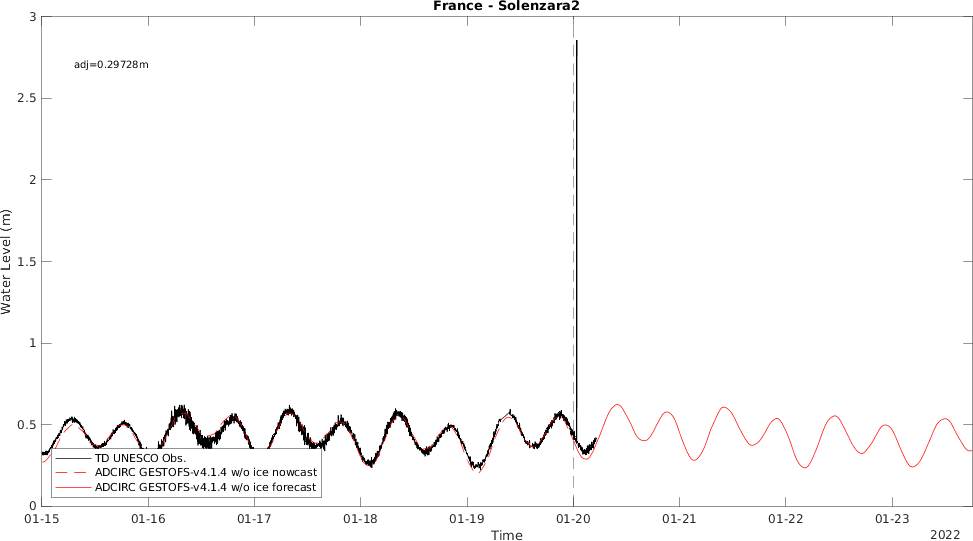 France - Solenzara2
adj=0.29728m
3
2.5
2
1.5
1
0.5
0
Water Level (m)
TD UNESCO Obs.
ADCIRC GESTOFS-v4.1.4 w/o ice nowcast
ADCIRC GESTOFS-v4.1.4 w/o ice forecast
01-15 01-16 01-17 01-18 01-19 01-20 01-21 01-22 01-23
Time
2022